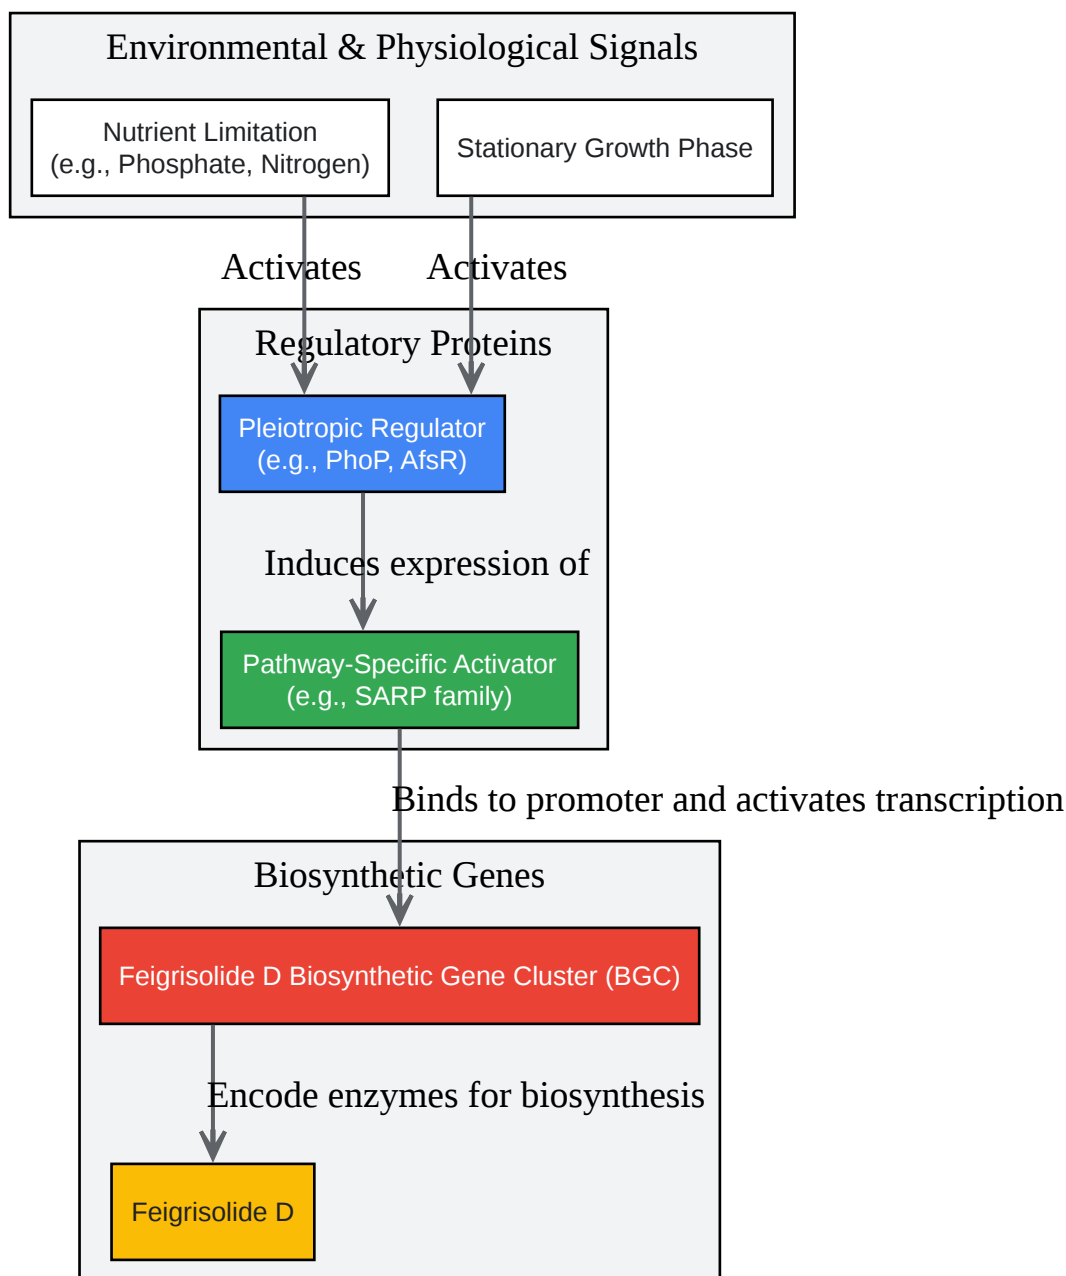 Environmental & Physiological Signals
Nutrient Limitation
(e.g., Phosphate, Nitrogen)
Stationary Growth Phase
Activates
Activates
Regulatory Proteins
Pleiotropic Regulator
(e.g., PhoP, AfsR)
Induces expression of
Pathway-Specific Activator
(e.g., SARP family)
Binds to promoter and activates transcription
Biosynthetic Genes
Feigrisolide D Biosynthetic Gene Cluster (BGC)
Encode enzymes for biosynthesis
Feigrisolide D